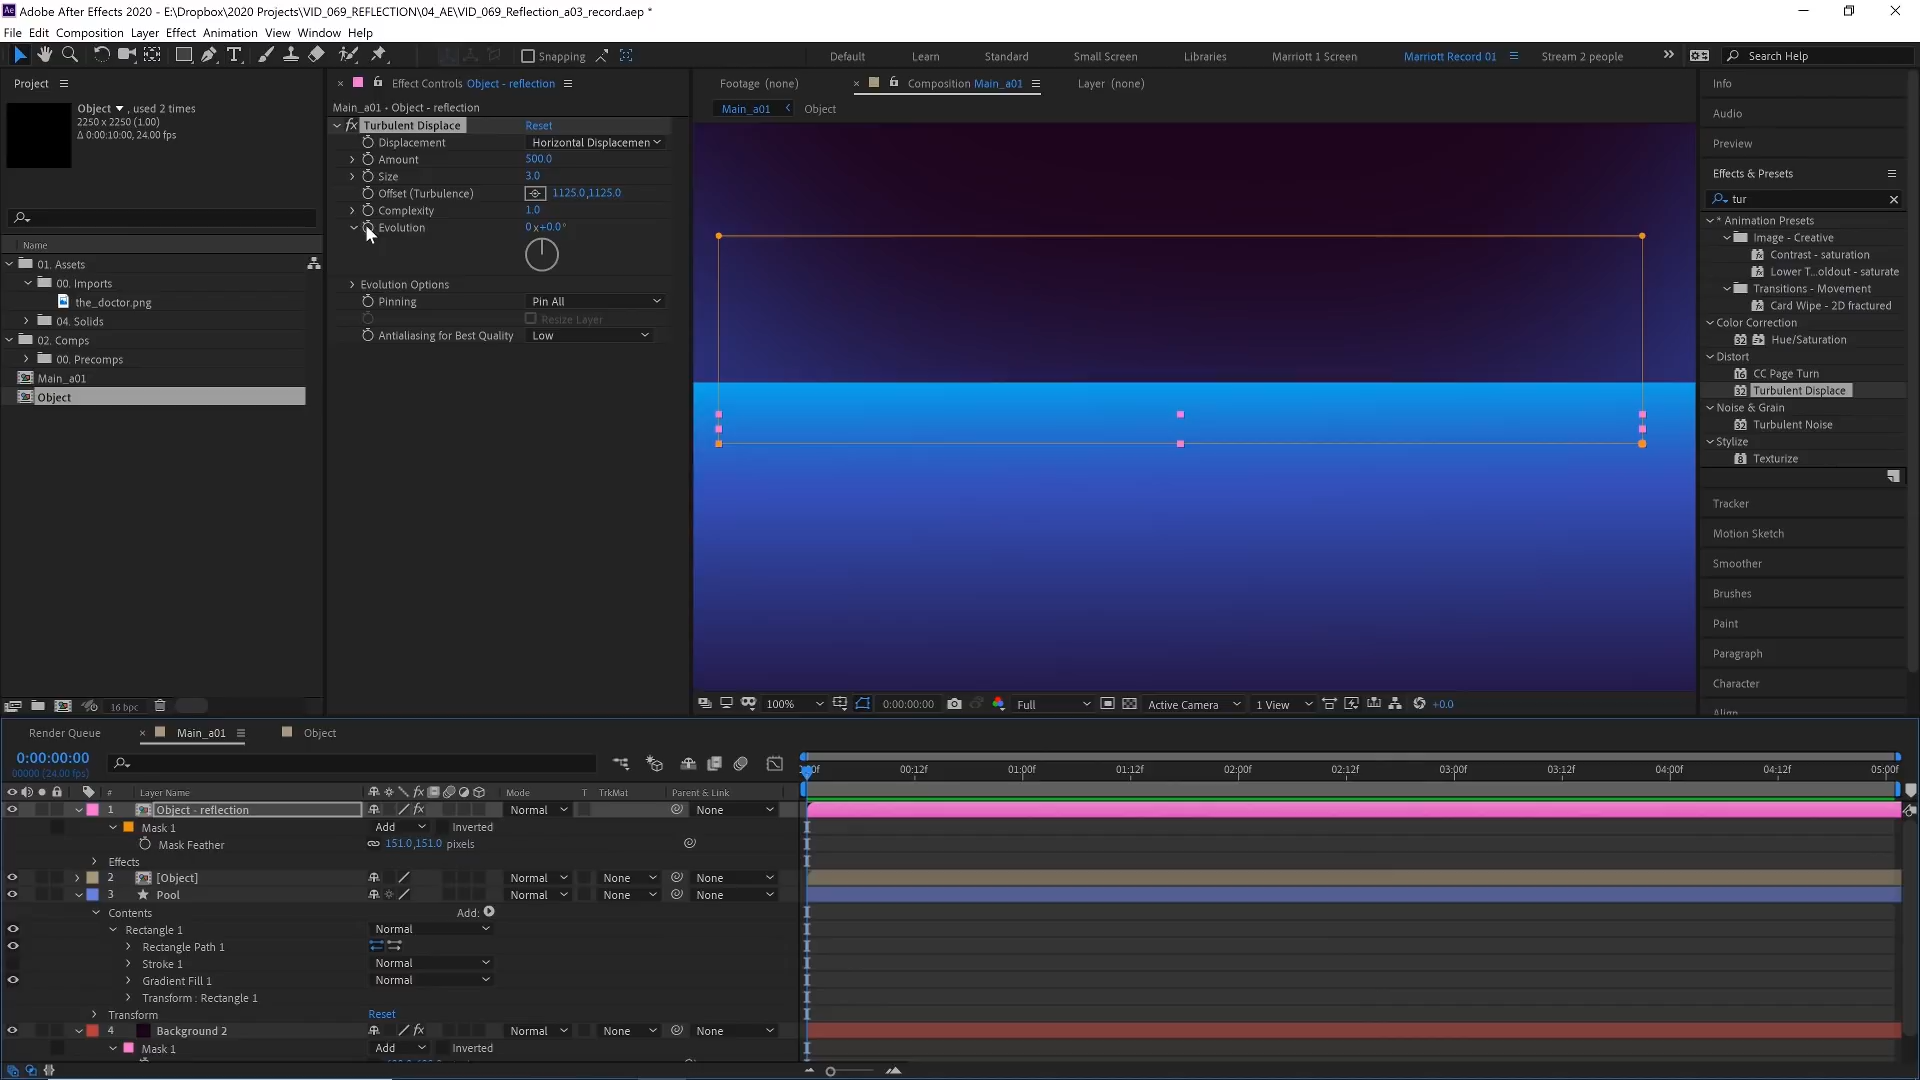 Adobe After Effects 2020 - E:\Dropbox\2020 Projects\VID_069_REFLECTION\04_AE\VID_069_Reflection_a03_record.aep *
File Edit Composition Layer Effect Animation View Window Help
Snapping
Default Learn Standard Small Screen Libraries Marriott 1 Screen Marriott Record 01 Stream 2 people Search Help
Project
Object , used 2 times
2250 x 2250 (1.00)
Δ 0:00:10:00, 24.00 fps
Name
01. Assets
00. Imports
the_doctor.png
04. Solids
02. Comps
00. Precomps
Main_a01
Object
16 bpc
Effect Controls Object - reflection
Main_a01 • Object - reflection
fx Turbulent Displace Reset
Displacement Horizontal Displacemen
Amount 500.0
Size 3.0
Offset (Turbulence) 1125.0,1125.0
Complexity 1.0
Evolution 0x+0.0°
Evolution Options
Pinning Pin All
Resize Layer
Antialiasing for Best Quality Low
Footage (none) Composition Main_a01 Layer (none)
Main_a01 Object
100% 0:00:00:00 Full Active Camera 1 View +0.0
Info
Audio
Preview
Effects & Presets
tur
* Animation Presets
Image - Creative
Contrast - saturation
Lower T...oldout - saturate
Transitions - Movement
Card Wipe - 2D fractured
Color Correction
32 Hue/Saturation
Distort
16 CC Page Turn
32 Turbulent Displace
Noise & Grain
32 Turbulent Noise
Stylize
8 Texturize
Tracker
Motion Sketch
Smoother
Brushes
Paint
Paragraph
Character
Align
Render Queue Main_a01 Object
0:00:00:00
00000 (24.00 fps)
00:12f 01:00f 01:12f 02:00f 02:12f 03:00f 03:12f 04:00f 04:12f 05:00f
# Layer Name fx Mode T TrkMat Parent & Link
1 Object - reflection fx Normal None
Mask 1 Add Inverted
Mask Feather 151.0,151.0 pixels
Effects
2 [Object] Normal None None
3 Pool Normal None None
Contents Add:
Rectangle 1 Normal
Rectangle Path 1
Stroke 1 Normal
Gradient Fill 1 Normal
Transform : Rectangle 1
Transform Reset
4 Background 2 fx Normal None None
Mask 1 Add Inverted